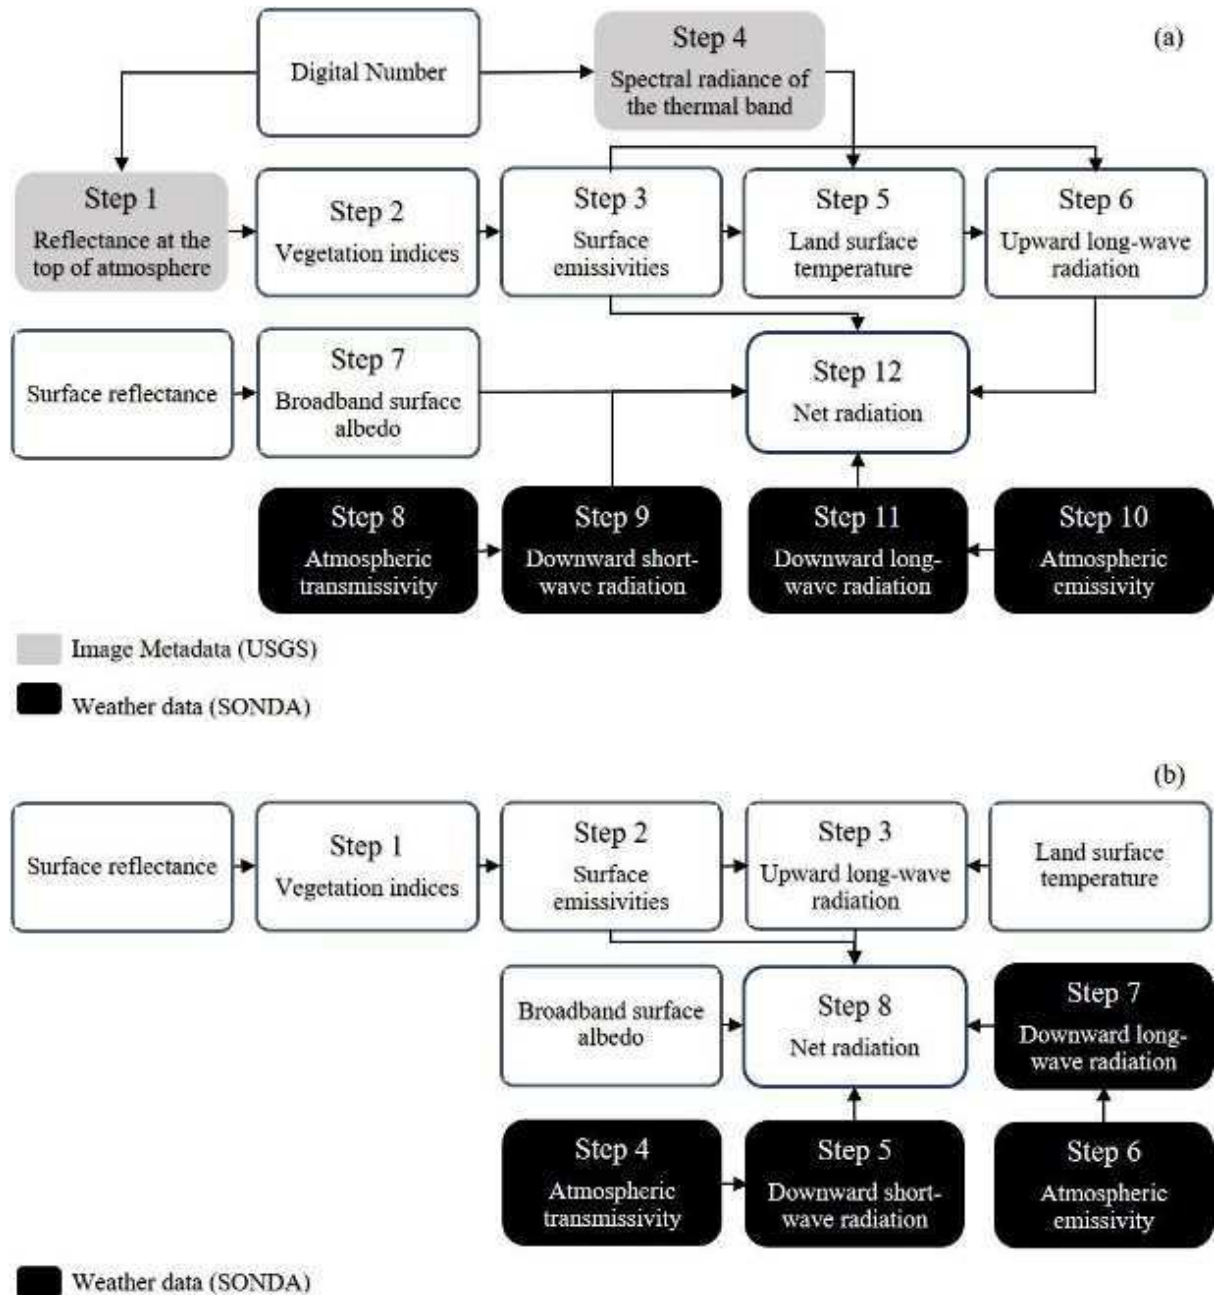 (a)
Digital Number
Step 4
Spectral radiance of
the thermal band
Step 1
Reflectance at the
top of atmosphere
Step 2
Vegetation indices
Step 3
Surface
emissivities
Step 5
Land surface
temperature
Step 6
Upward long-wave
radiation
Surface reflectance
Step 7
Broadband surface
albedo
Step 12
Net radiation
Step 8
Atmospheric
transmissivity
Step 9
Downward short-
wave radiation
Step 11
Downward long-
wave radiation
Step 10
Atmospheric
emissivity
Image Metadata (USGS)
Weather data (SONDA)
(b)
Surface reflectance
Step 1
Vegetation indices
Step 2
Surface
emissivities
Step 3
Upward long-wave
radiation
Land surface
temperature
Broadband surface
albedo
Step 8
Net radiation
Step 7
Downward long-
wave radiation
Step 4
Atmospheric
transmissivity
Step 5
Downward short-
wave radiation
Step 6
Atmospheric
emissivity
Weather data (SONDA)